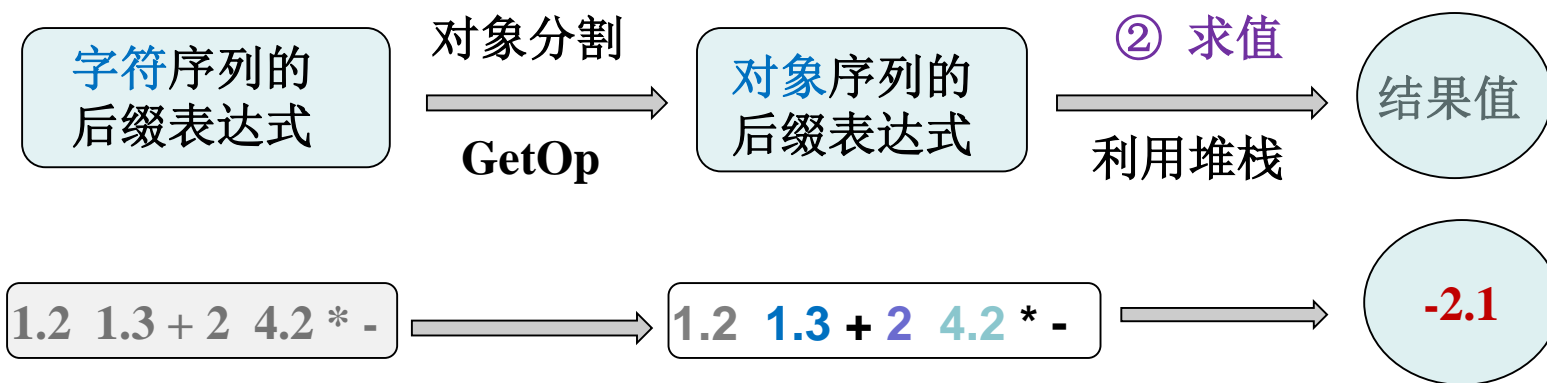 字符序列的
后缀表达式
对象分割
GetOp
对象序列的
后缀表达式
② 求值
利用堆栈
结果值
1.2 1.3 + 2 4.2 * -
1.2 1.3 + 2 4.2 * -
-2.1